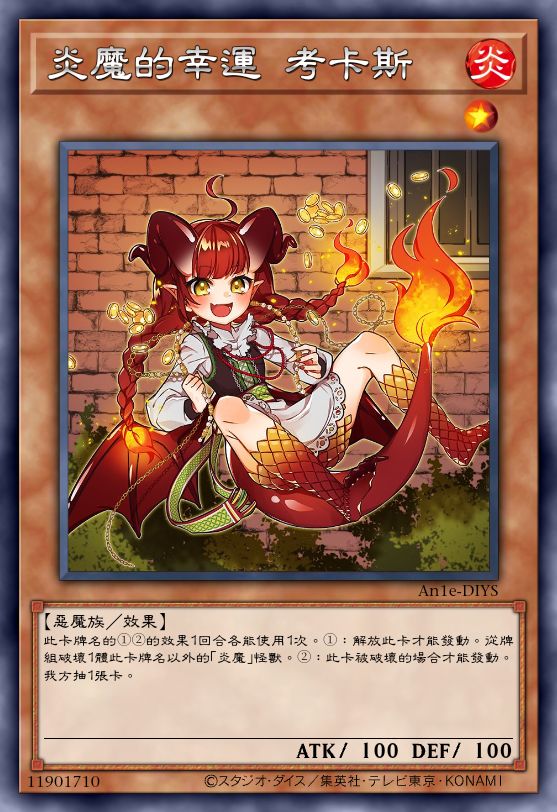 炎魔的幸運 考卡斯
炎
An1e-DIYS
【惡魔族／效果】
此卡牌名的①②的效果1回合各能使用1次。①：解放此卡才能發動。從牌
組破壞1體此卡牌名以外的「炎魔」怪獸。②：此卡被破壞的場合才能發動。
我方抽1張卡。
ATK/ 100 DEF/ 100
11901710
©スタジオ・ダイス／集英社・テレビ東京・KONAMI